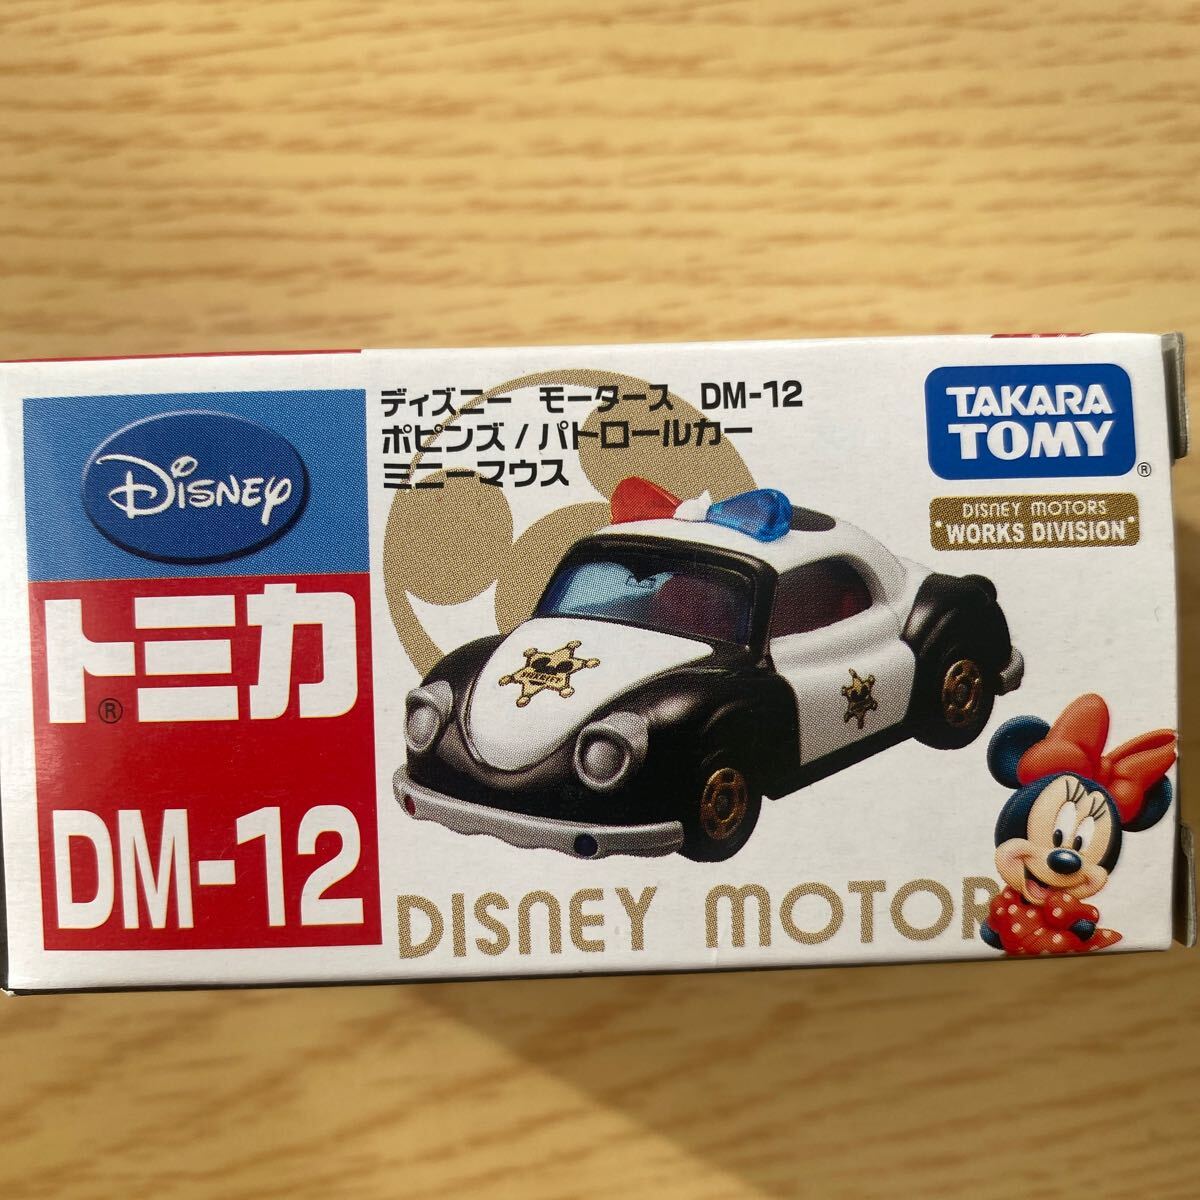 DISNEY
トミカ®
DM-12
ディズニー モータース DM-12
ポピンズ/パトロールカー
ミニーマウス
TAKARA
TOMY®
DISNEY MOTORS
"WORKS DIVISION"
SHERIFF
DISNEY MOTOR